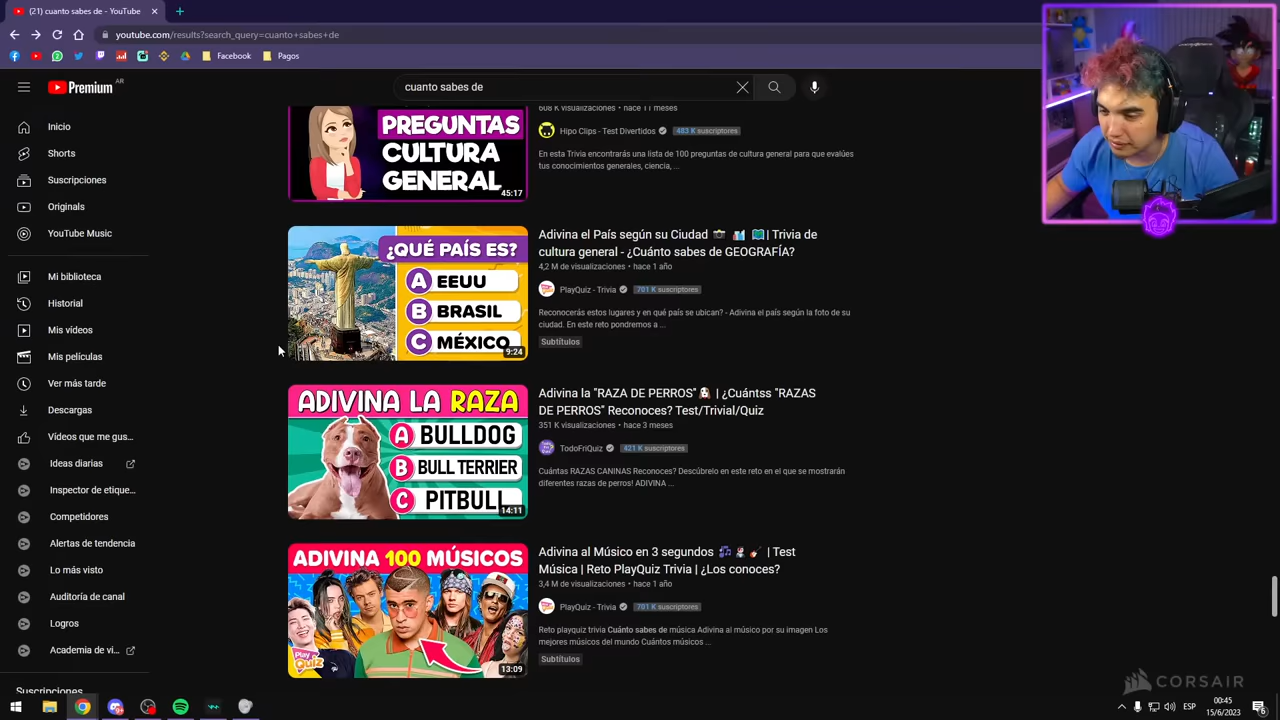 (21) cuanto sabes de - YouTube
youtube.com/results?search_query=cuanto+sabes+de
Facebook
Pagos
Premium AR
cuanto sabes de
Inicio
Shorts
Suscripciones
Originals
YouTube Music
Mi biblioteca
Historial
Mis vídeos
Mis películas
Ver más tarde
Descargas
Vídeos que me gus...
Ideas diarias
Inspector de etique...
Competidores
Alertas de tendencia
Lo más visto
Auditoría de canal
Logros
Academia de vi...
Suscripciones
PREGUNTAS
CULTURA
GENERAL
45:17
608 K visualizaciones • hace 11 meses
Hipo Clips - Test Divertidos 483 K suscriptores
En esta Trivia encontrarás una lista de 100 preguntas de cultura general para que evalúes
tus conocimientos generales, ciencia, ...
¿QUÉ PAÍS ES?
A EEUU
B BRASIL
C MÉXICO
9:24
Adivina el País según su Ciudad | Trivia de
cultura general - ¿Cuánto sabes de GEOGRAFÍA?
4,2 M de visualizaciones • hace 1 año
PlayQuiz - Trivia 701 K suscriptores
Reconocerás estos lugares y en qué país se ubican? - Adivina el país según la foto de su
ciudad. En este reto pondremos a ...
Subtítulos
ADIVINA LA RAZA
A BULLDOG
B BULL TERRIER
C PITBULL
14:11
Adivina la "RAZA DE PERROS" | ¿Cuántss "RAZAS
DE PERROS" Reconoces? Test/Trivial/Quiz
351 K visualizaciones • hace 3 meses
TodoFriQuiz 421 K suscriptores
Cuántas RAZAS CANINAS Reconoces? Descúbrelo en este reto en el que se mostrarán
diferentes razas de perros! ADIVINA ...
ADIVINA 100 MÚSICOS
Play Quiz
13:09
Adivina al Músico en 3 segundos | Test
Música | Reto PlayQuiz Trivia | ¿Los conoces?
3,4 M de visualizaciones • hace 1 año
PlayQuiz - Trivia 701 K suscriptores
Reto playquiz trivia Cuánto sabes de música Adivina al músico por su imagen Los
mejores músicos del mundo Cuántos músicos ...
Subtítulos
CORSAIR
ESP
00:45
15/6/2023
6